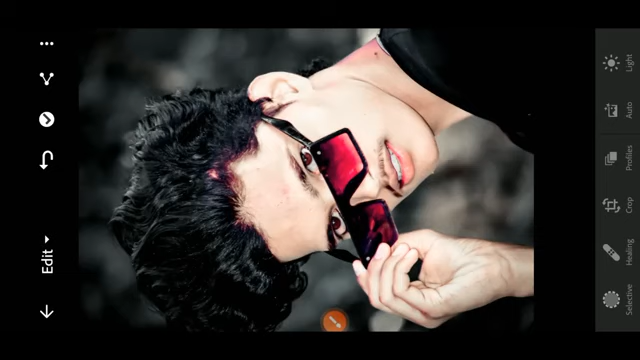 Edit
Light
Auto
Profiles
Crop
Healing
Selective